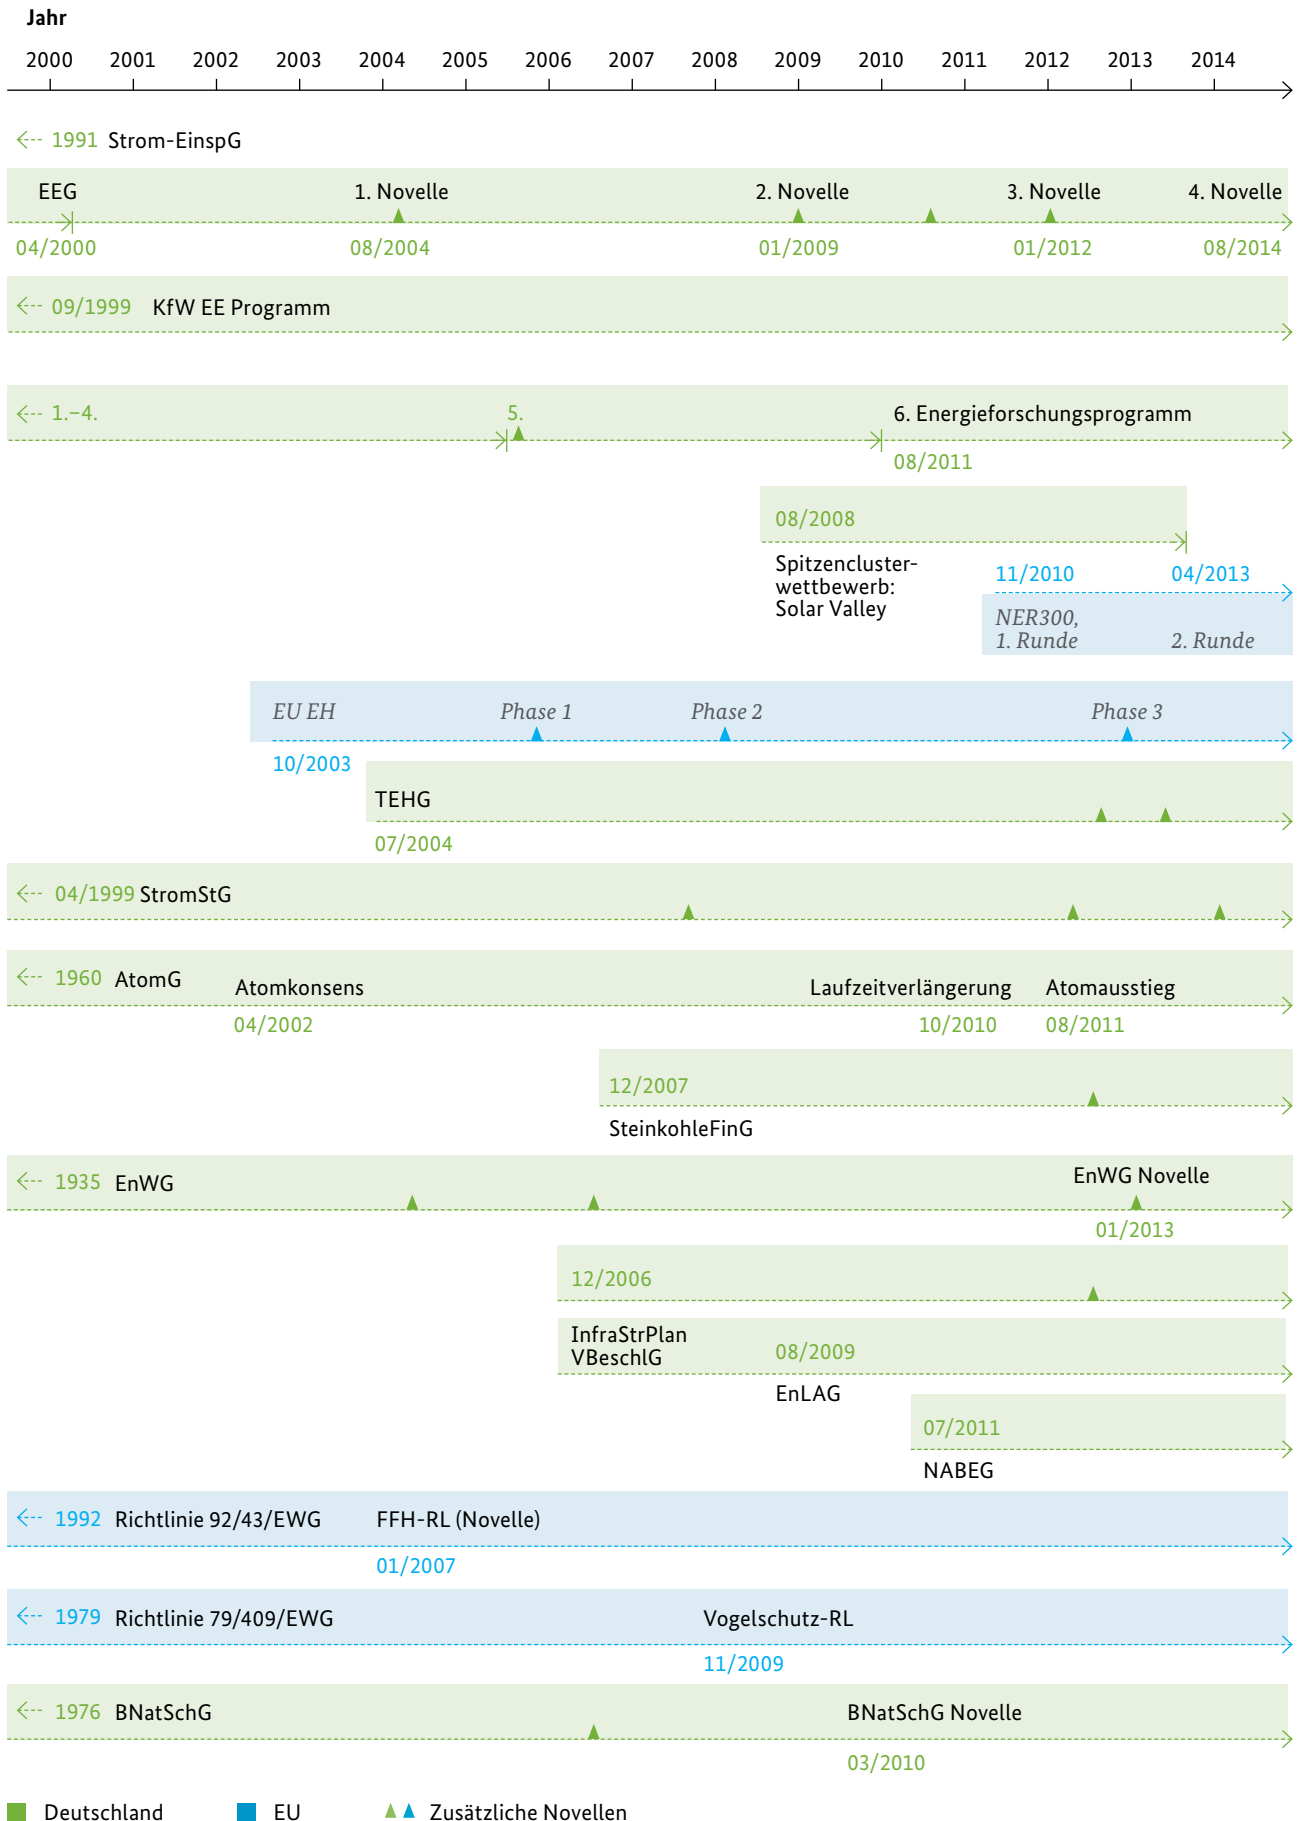 Jahr
2000 2001 2002 2003 2004 2005 2006 2007 2008 2009 2010 2011 2012 2013 2014
1991 Strom-EinspG
EEG 1. Novelle 2. Novelle 3. Novelle 4. Novelle
04/2000 08/2004 01/2009 01/2012 08/2014
09/1999 KfW EE Programm
1.–4. 5. 6. Energieforschungsprogramm
08/2011
08/2008
Spitzencluster-
wettbewerb:
Solar Valley
11/2010 04/2013
NER300,
1. Runde 2. Runde
EU EH Phase 1 Phase 2 Phase 3
10/2003
TEHG
07/2004
04/1999 StromStG
1960 AtomG Atomkonsens Laufzeitverlängerung Atomausstieg
04/2002 10/2010 08/2011
12/2007
SteinkohleFinG
1935 EnWG EnWG Novelle
01/2013
12/2006
InfraStrPlan
VBeschlG
08/2009
EnLAG
07/2011
NABEG
1992 Richtlinie 92/43/EWG FFH-RL (Novelle)
01/2007
1979 Richtlinie 79/409/EWG Vogelschutz-RL
11/2009
1976 BNatSchG BNatSchG Novelle
03/2010
Deutschland EU Zusätzliche Novellen